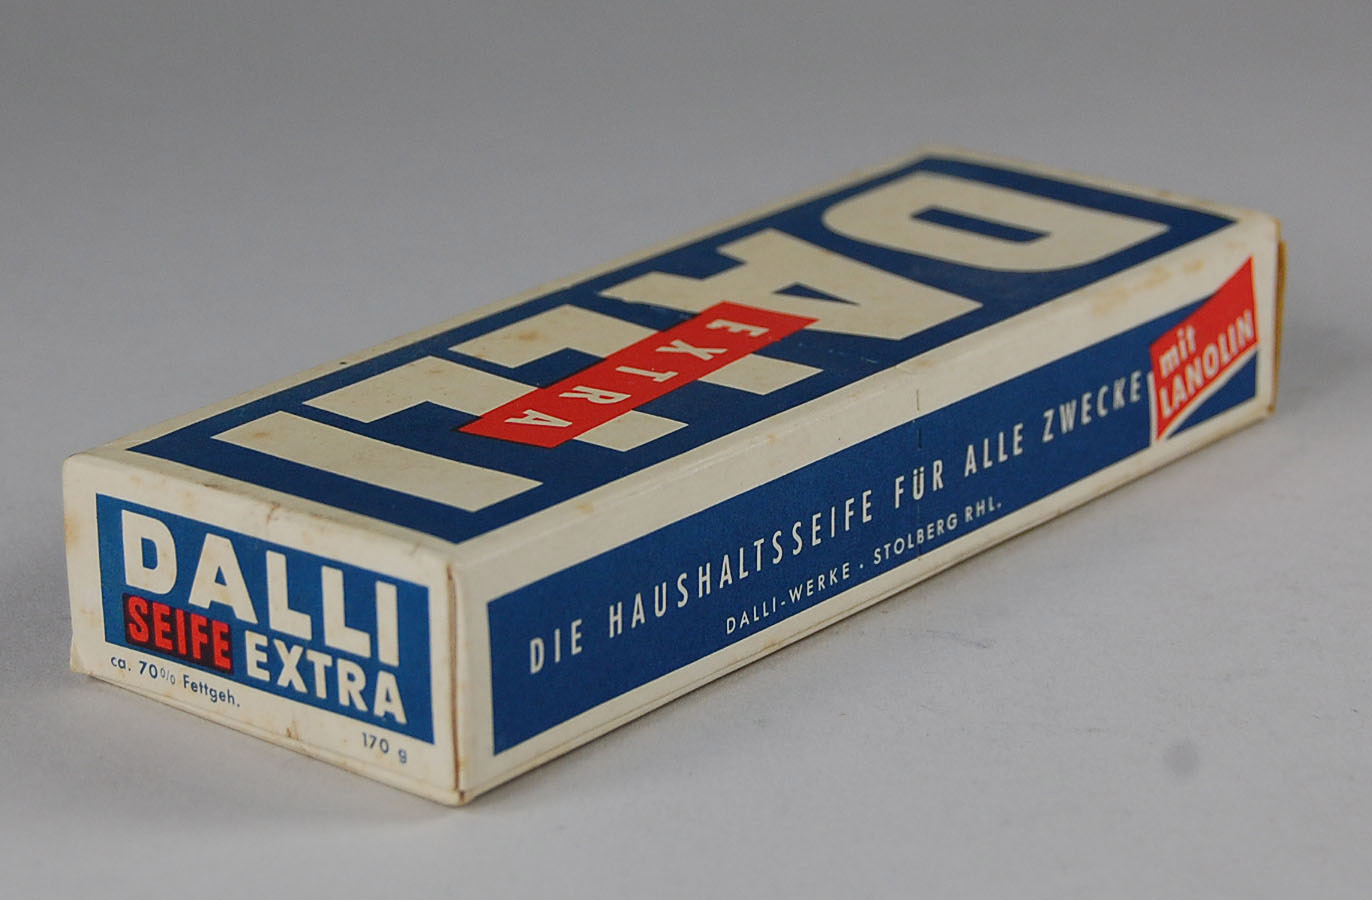 DALLI
EXTRA
DALLI
SEIFE EXTRA
ca. 70% Fettgeh.
170 g
DIE HAUSHALTSSEIFE FÜR ALLE ZWECKE
DALLI-WERKE · STOLBERG RHL.
mit
LANOLIN